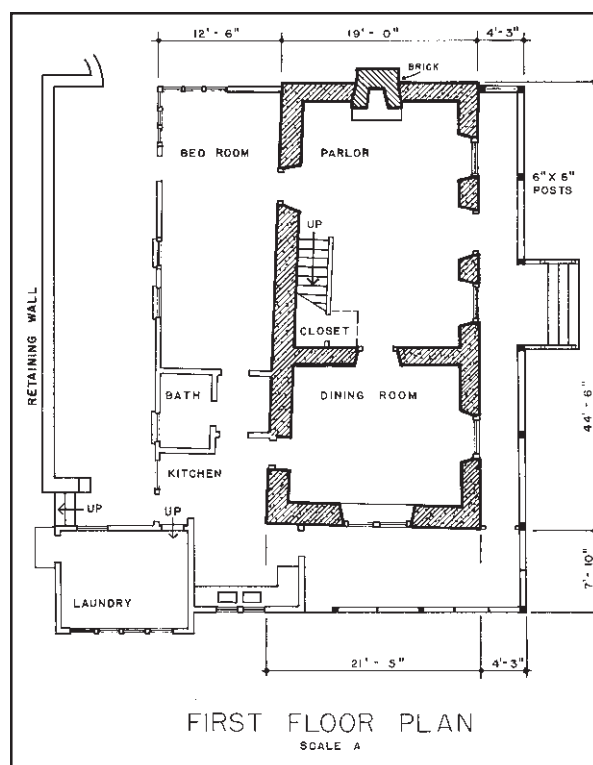 12'-6" 19'-0" 4'-3"
BRICK
BED ROOM PARLOR
6"X 6"
POSTS
UP
RETAINING WALL
CLOSET
BATH DINING ROOM
44'-6"
KITCHEN
UP UP
7'-10"
LAUNDRY
21'-5" 4'-3"
FIRST FLOOR PLAN
SCALE A